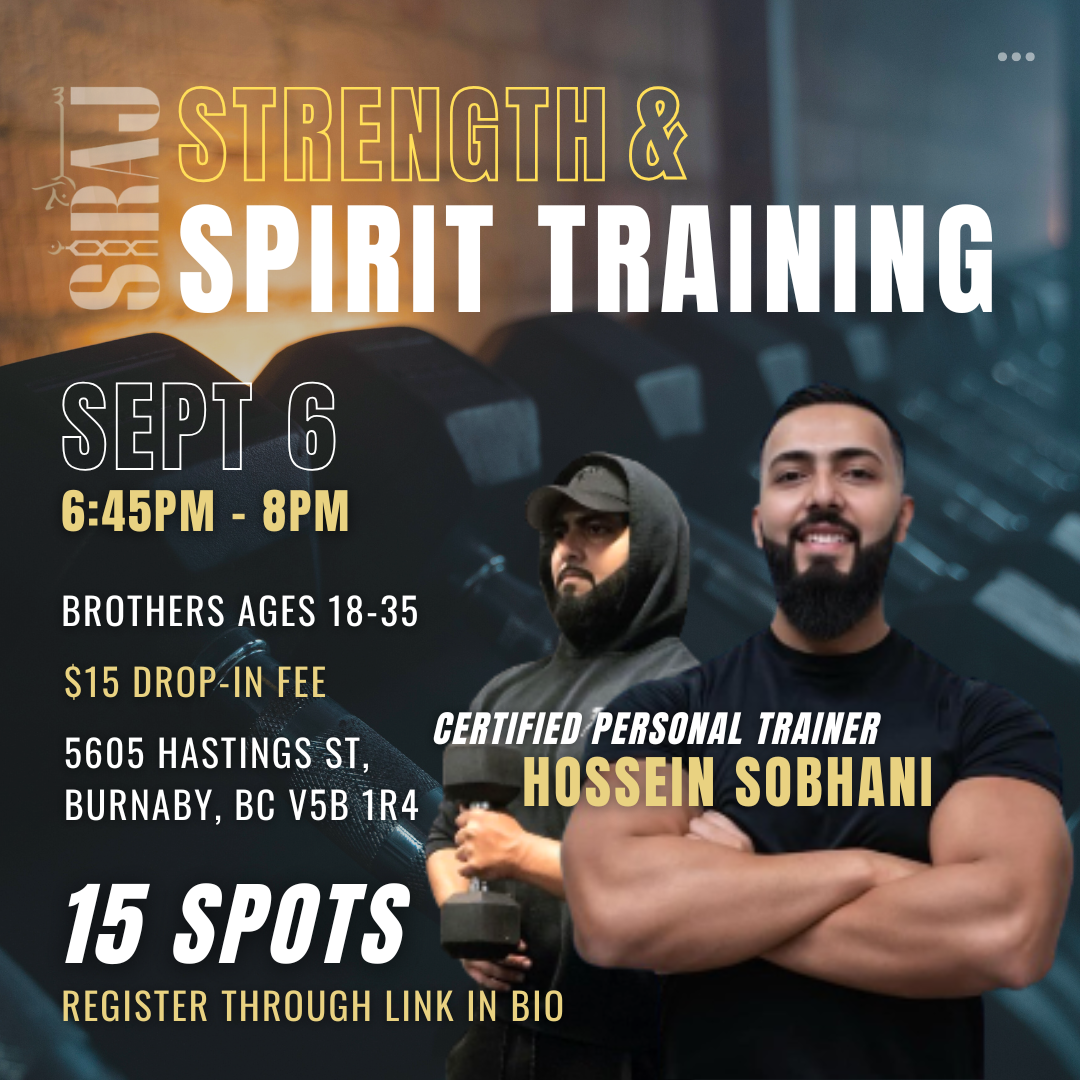 SIRAJ
STRENGTH &
SPIRIT TRAINING
SEPT 6
6:45PM - 8PM
BROTHERS AGES 18-35
$15 DROP-IN FEE
5605 HASTINGS ST,
BURNABY, BC V5B 1R4
CERTIFIED PERSONAL TRAINER
HOSSEIN SOBHANI
15 SPOTS
REGISTER THROUGH LINK IN BIO